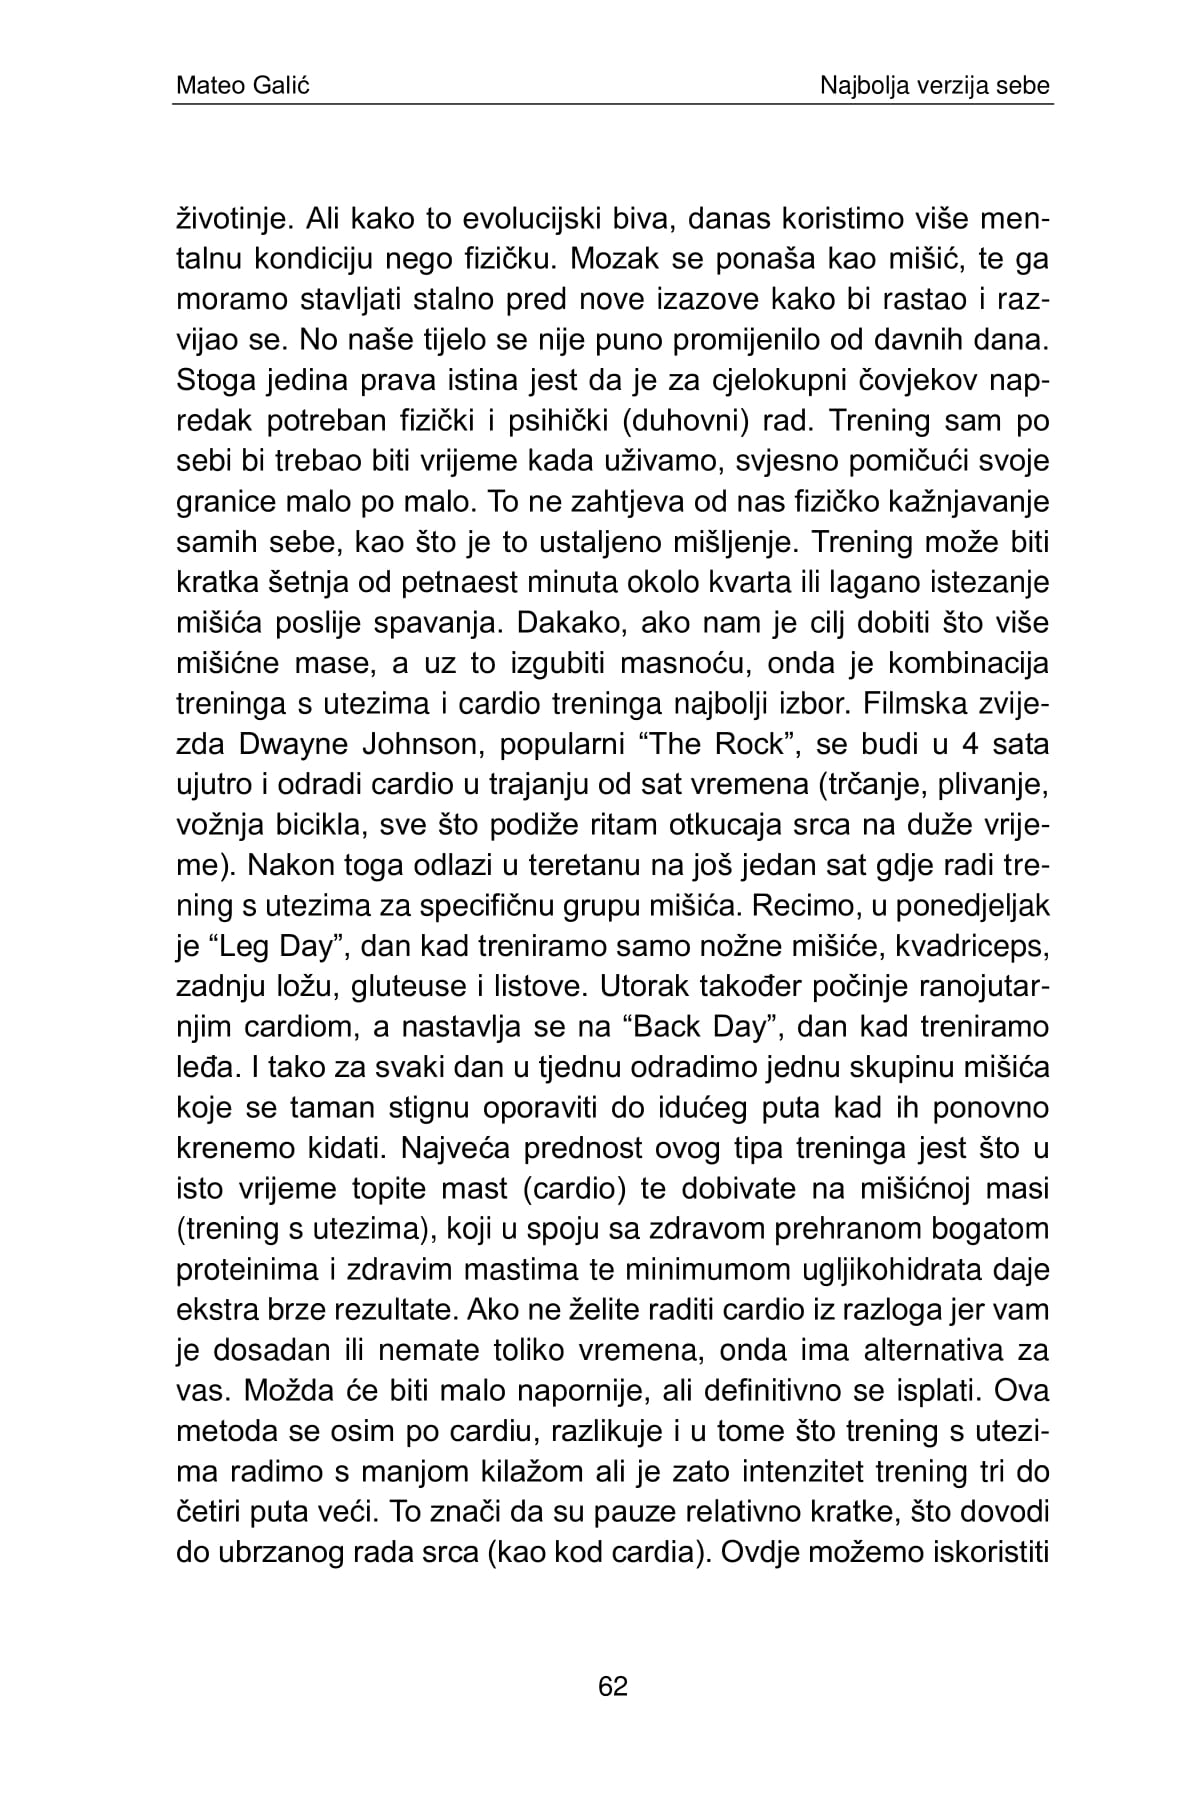 Mateo Galić
Najbolja verzija sebe
životinje. Ali kako to evolucijski biva, danas koristimo više men-
talnu kondiciju nego fizičku. Mozak se ponaša kao mišić, te ga
moramo stavljati stalno pred nove izazove kako bi rastao i raz-
vijao se. No naše tijelo se nije puno promijenilo od davnih dana.
Stoga jedina prava istina jest da je za cjelokupni čovjekov nap-
redak potreban fizički i psihički (duhovni) rad. Trening sam po
sebi bi trebao biti vrijeme kada uživamo, svjesno pomičući svoje
granice malo po malo. To ne zahtjeva od nas fizičko kažnjavanje
samih sebe, kao što je to ustaljeno mišljenje. Trening može biti
kratka šetnja od petnaest minuta okolo kvarta ili lagano istezanje
mišića poslije spavanja. Dakako, ako nam je cilj dobiti što više
mišićne mase, a uz to izgubiti masnoću, onda je kombinacija
treninga s utezima i cardio treninga najbolji izbor. Filmska zvije-
zda Dwayne Johnson, popularni “The Rock”, se budi u 4 sata
ujutro i odradi cardio u trajanju od sat vremena (trčanje, plivanje,
vožnja bicikla, sve što podiže ritam otkucaja srca na duže vrije-
me). Nakon toga odlazi u teretanu na još jedan sat gdje radi tre-
ning s utezima za specifičnu grupu mišića. Recimo, u ponedjeljak
je “Leg Day”, dan kad treniramo samo nožne mišiće, kvadriceps,
zadnju ložu, gluteuse i listove. Utorak također počinje ranojutar-
njim cardiom, a nastavlja se na “Back Day”, dan kad treniramo
leđa. I tako za svaki dan u tjednu odradimo jednu skupinu mišića
koje se taman stignu oporaviti do idućeg puta kad ih ponovno
krenemo kidati. Najveća prednost ovog tipa treninga jest što u
isto vrijeme topite mast (cardio) te dobivate na mišićnoj masi
(trening s utezima), koji u spoju sa zdravom prehranom bogatom
proteinima i zdravim mastima te minimumom ugljikohidrata daje
ekstra brze rezultate. Ako ne želite raditi cardio iz razloga jer vam
je dosadan ili nemate toliko vremena, onda ima alternativa za
vas. Možda će biti malo napornije, ali definitivno se isplati. Ova
metoda se osim po cardiu, razlikuje i u tome što trening s utezi-
ma radimo s manjom kilažom ali je zato intenzitet trening tri do
četiri puta veći. To znači da su pauze relativno kratke, što dovodi
do ubrzanog rada srca (kao kod cardia). Ovdje možemo iskoristiti
62